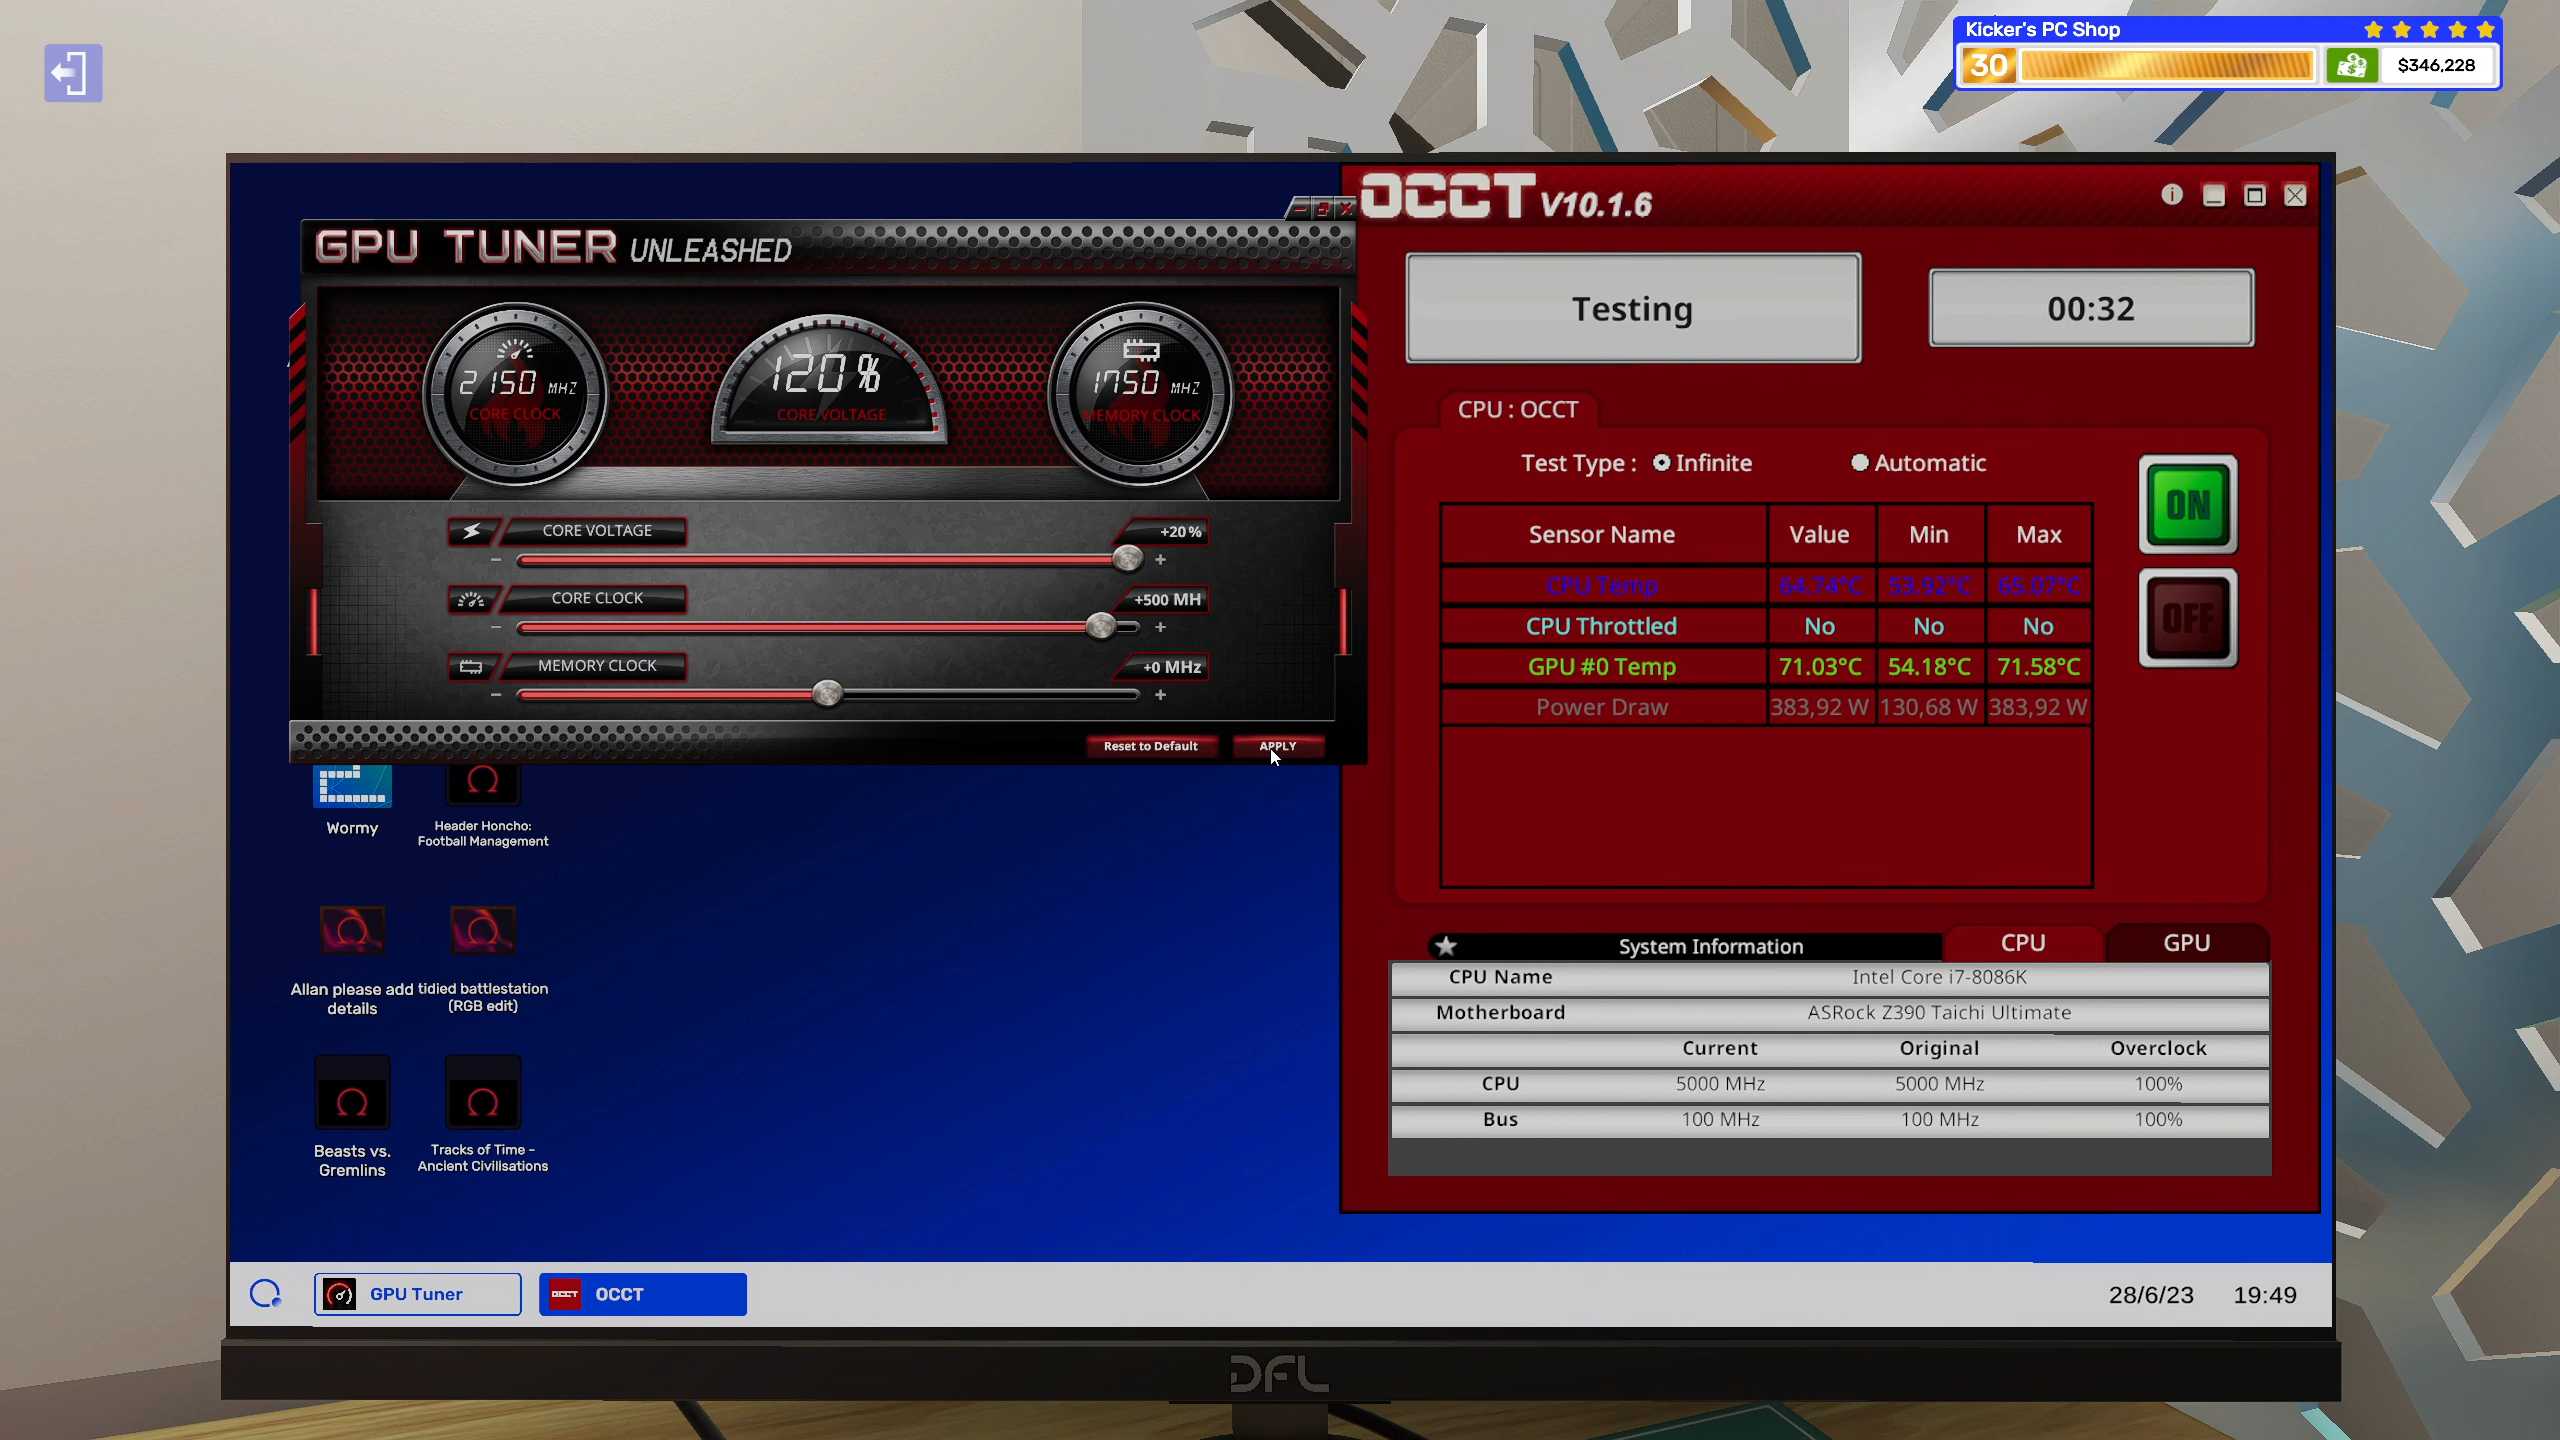 Kicker's PC Shop
30
$346,228
OCCT V10.1.6
GPU TUNER UNLEASHED
2150 MHZ
CORE CLOCK
120%
CORE VOLTAGE
1750 MHZ
MEMORY CLOCK
CORE VOLTAGE
+20%
CORE CLOCK
+500 MH
MEMORY CLOCK
+0 MHz
Reset to Default
APPLY
Testing
00:32
CPU : OCCT
Test Type : Infinite Automatic
Sensor Name Value Min Max
CPU Temp 64.74°C 53.92°C 65.07°C
CPU Throttled No No No
GPU #0 Temp 71.03°C 54.18°C 71.58°C
Power Draw 383,92 W 130,68 W 383,92 W
ON
OFF
System Information
CPU
GPU
CPU Name Intel Core i7-8086K
Motherboard ASRock Z390 Taichi Ultimate
Current Original Overclock
CPU 5000 MHz 5000 MHz 100%
Bus 100 MHz 100 MHz 100%
Wormy
Header Honcho:
Football Management
Allan please add
details
tidied battlestation
(RGB edit)
Beasts vs.
Gremlins
Tracks of Time -
Ancient Civilisations
GPU Tuner
OCCT
OCCT
28/6/23 19:49
DFL